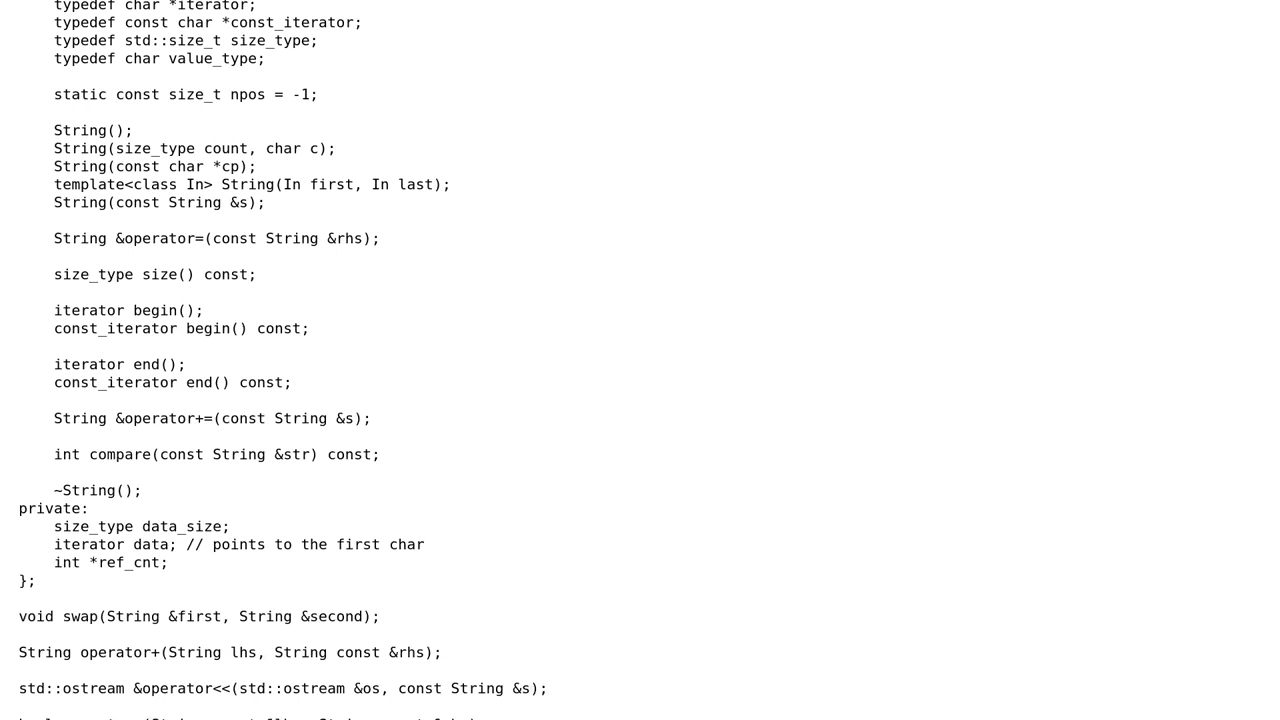 typedef char *iterator;
typedef const char *const_iterator;
typedef std::size_t size_type;
typedef char value_type;
static const size_t npos = -1;
String();
String(size_type count, char c);
String(const char *cp);
template<class In> String(In first, In last);
String(const String &s);
String &operator=(const String &rhs);
size_type size() const;
iterator begin();
const_iterator begin() const;
iterator end();
const_iterator end() const;
String &operator+=(const String &s);
int compare(const String &str) const;
~String();
private:
size_type data_size;
iterator data; // points to the first char
int *ref_cnt;
};
void swap(String &first, String &second);
String operator+(String lhs, String const &rhs);
std::ostream &operator<<(std::ostream &os, const String &s);